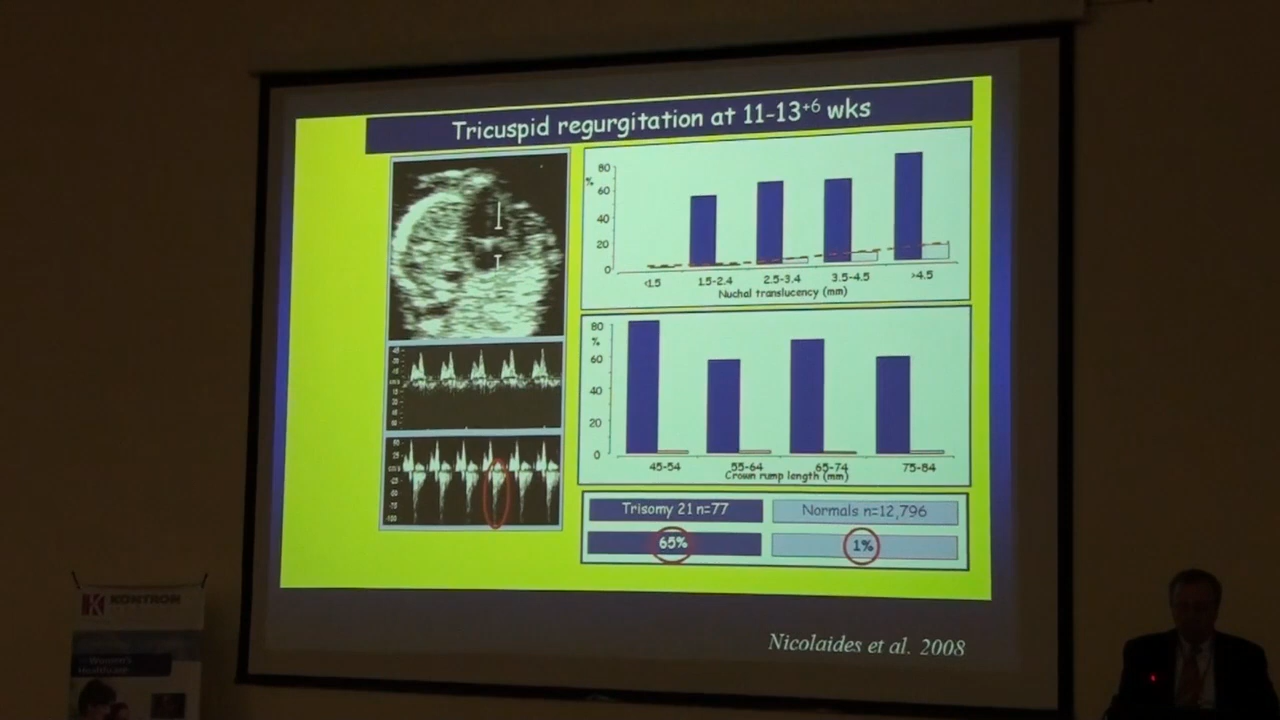 Tricuspid regurgitation at 11-13+6 wks
80
%
60
40
20
0
<1.5 1.5-2.4 2.5-3.4 3.5-4.5 >4.5
Nuchal translucency (mm)
80
%
60
40
20
0
45-54 55-64 65-74 75-84
Crown rump length (mm)
Trisomy 21 n=77 Normals n=12,796
65% 1%
Nicolaides et al. 2008
KONTRON
Women's
Healthcare